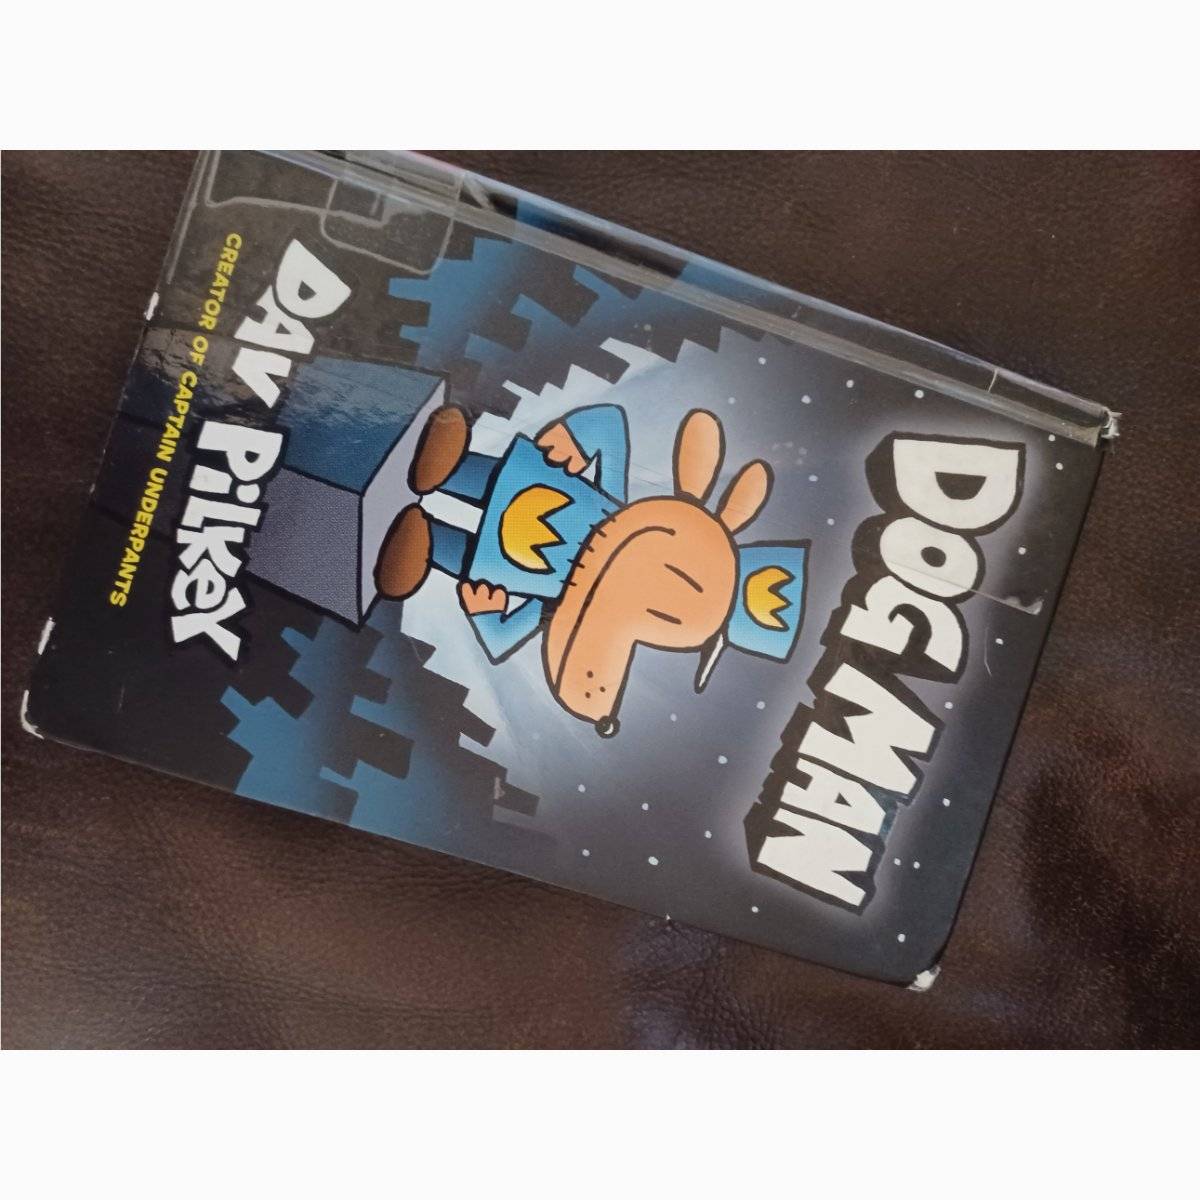 DOG MAN
DAV PiLKeY
CREATOR OF CAPTAIN UNDERPANTS